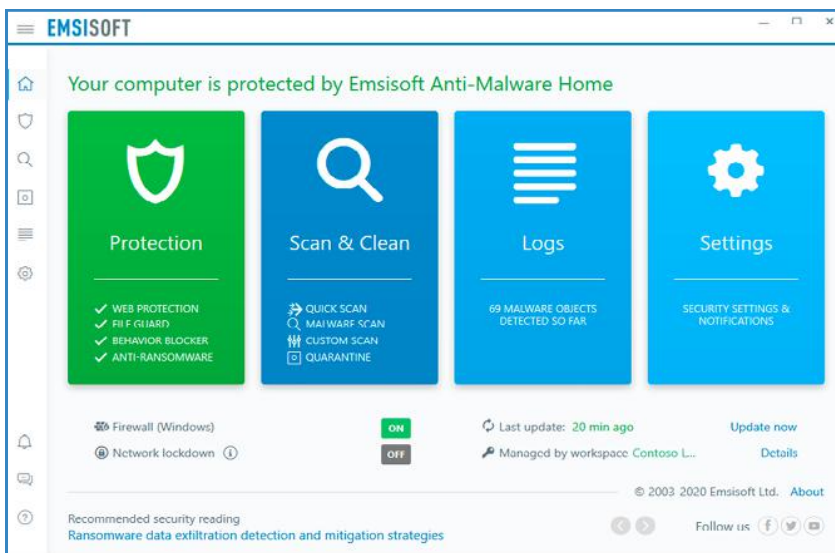 EMSISOFT
Your computer is protected by Emsisoft Anti-Malware Home
Protection
WEB PROTECTION
FILE GUARD
BEHAVIOR BLOCKER
ANTI-RANSOMWARE
Scan & Clean
QUICK SCAN
MALWARE SCAN
CUSTOM SCAN
QUARANTINE
Logs
69 MALWARE OBJECTS
DETECTED SO FAR
Settings
SECURITY SETTINGS &
NOTIFICATIONS
Firewall (Windows) ON
Network lockdown OFF
Last update: 20 min ago Update now
Managed by workspace Contoso L... Details
© 2003-2020 Emsisoft Ltd. About
Recommended security reading
Ransomware data exfiltration detection and mitigation strategies
Follow us